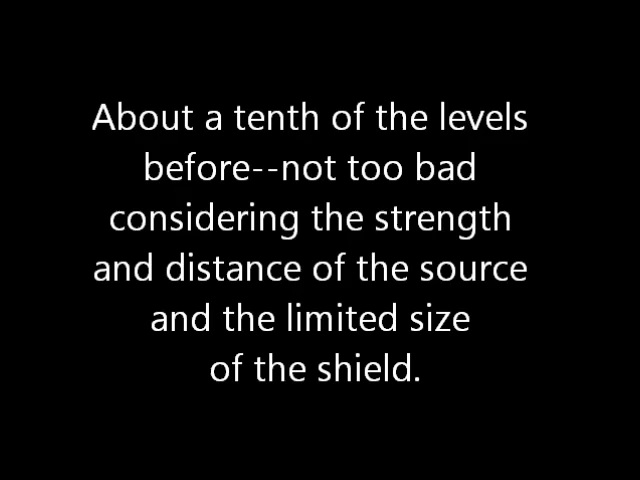 About a tenth of the levels
before--not too bad
considering the strength
and distance of the source
and the limited size
of the shield.